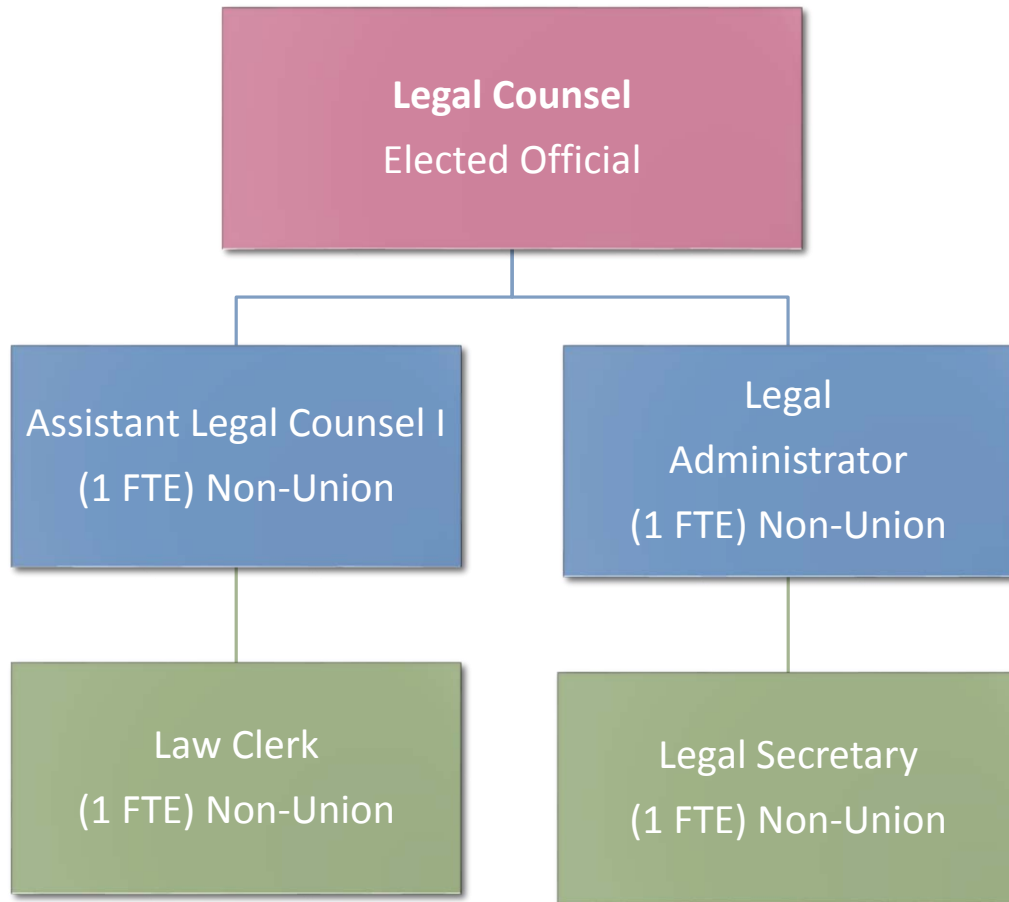 Legal Counsel
Elected Official
Assistant Legal Counsel I
(1 FTE) Non-Union
Legal
Administrator
(1 FTE) Non-Union
Law Clerk
(1 FTE) Non-Union
Legal Secretary
(1 FTE) Non-Union